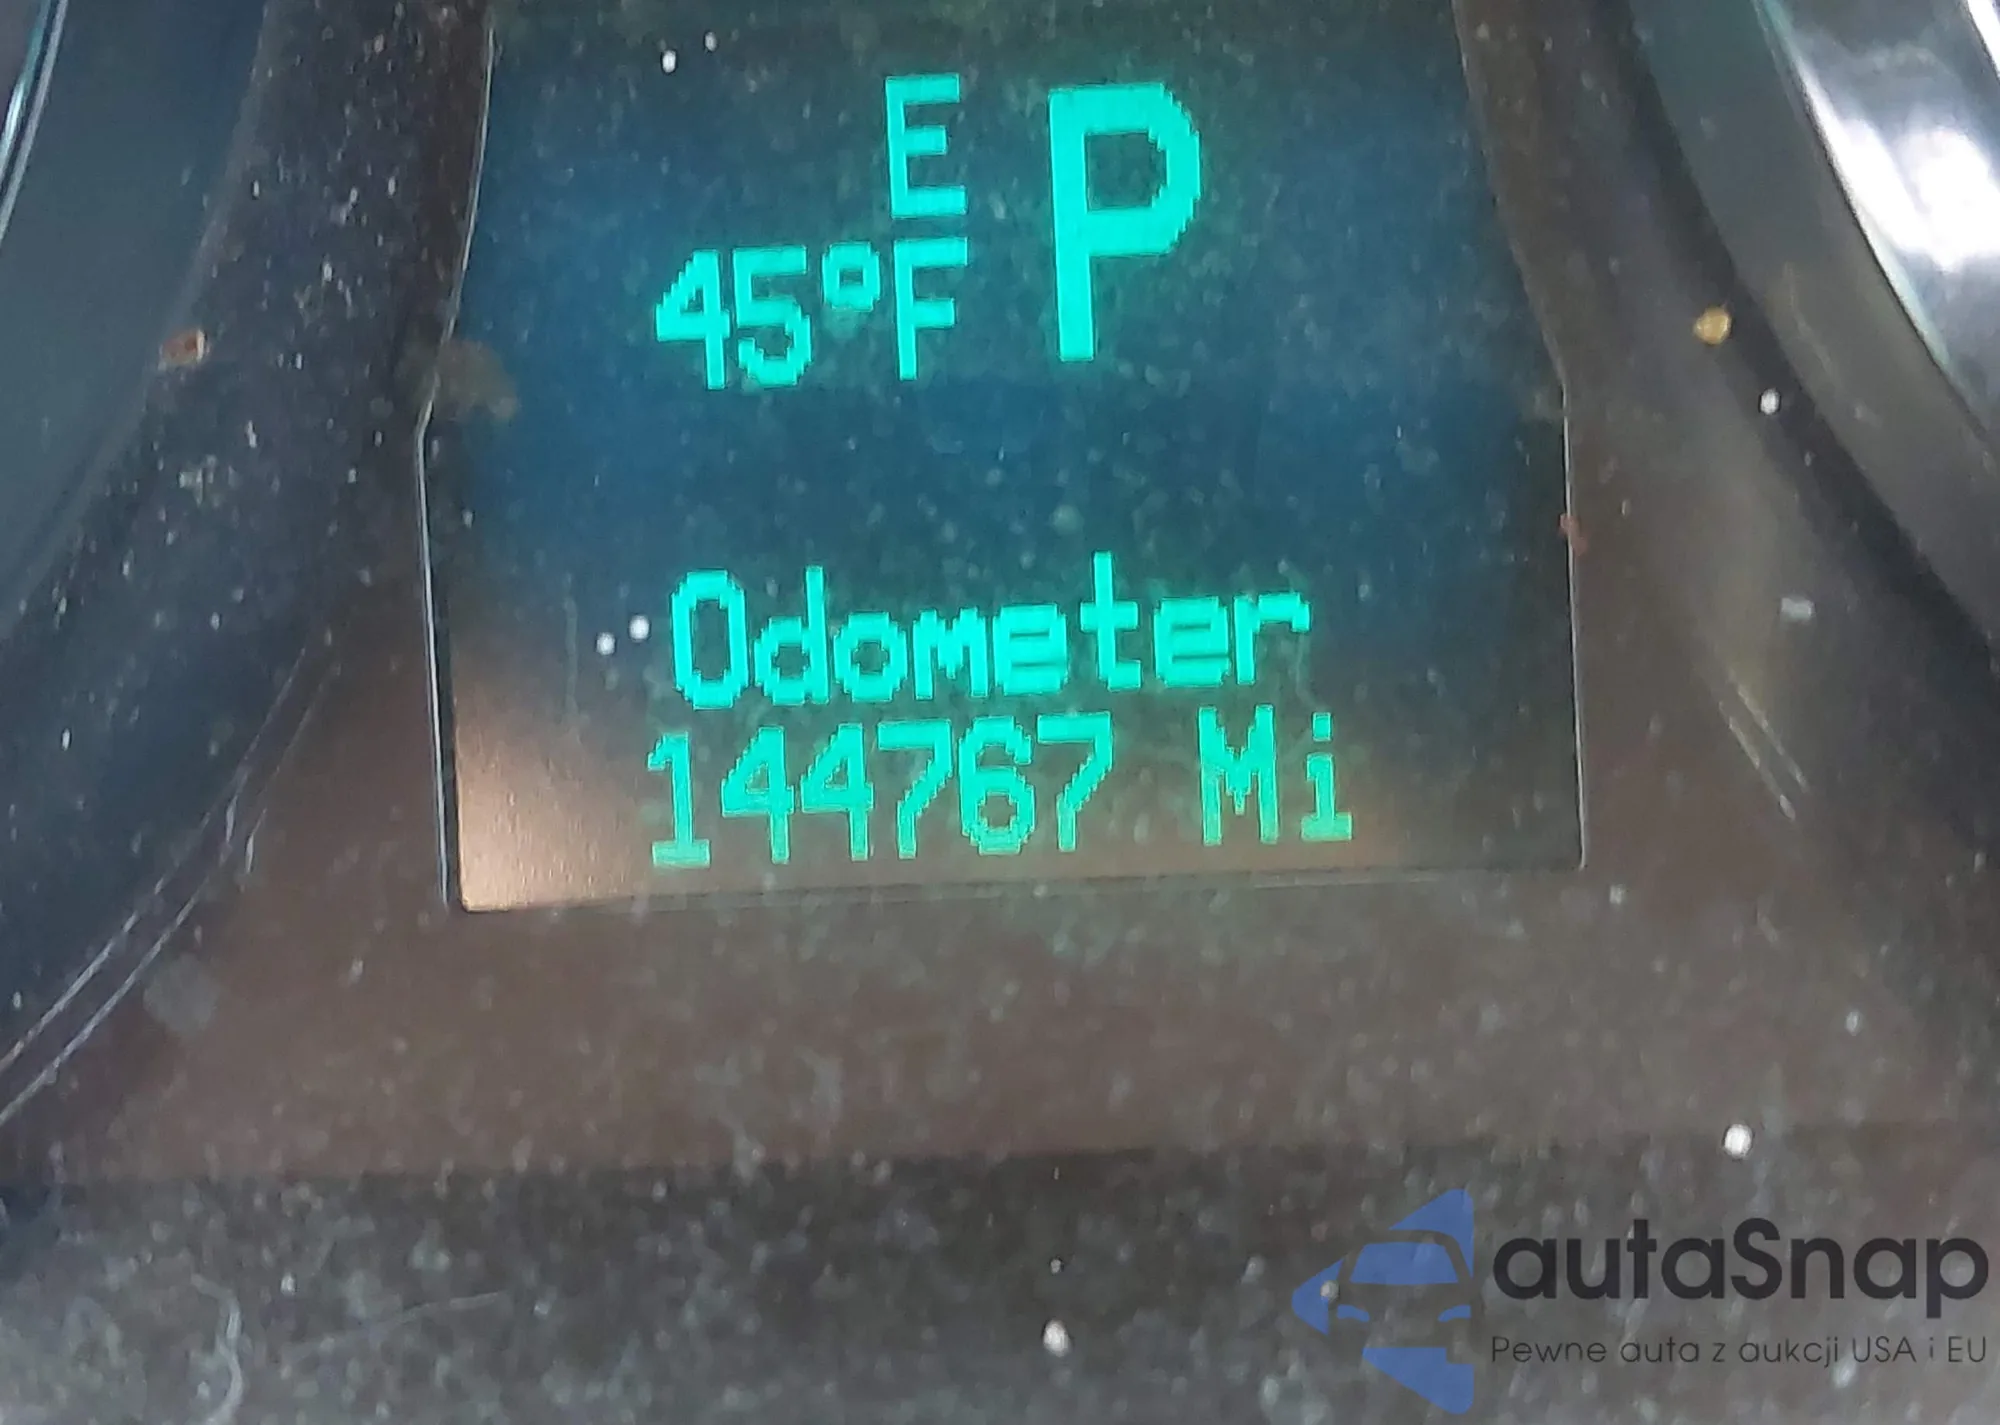 E P
45°F
Odometer
144767 Mi
autaSnap
Pewne auta z aukcji USA i EU